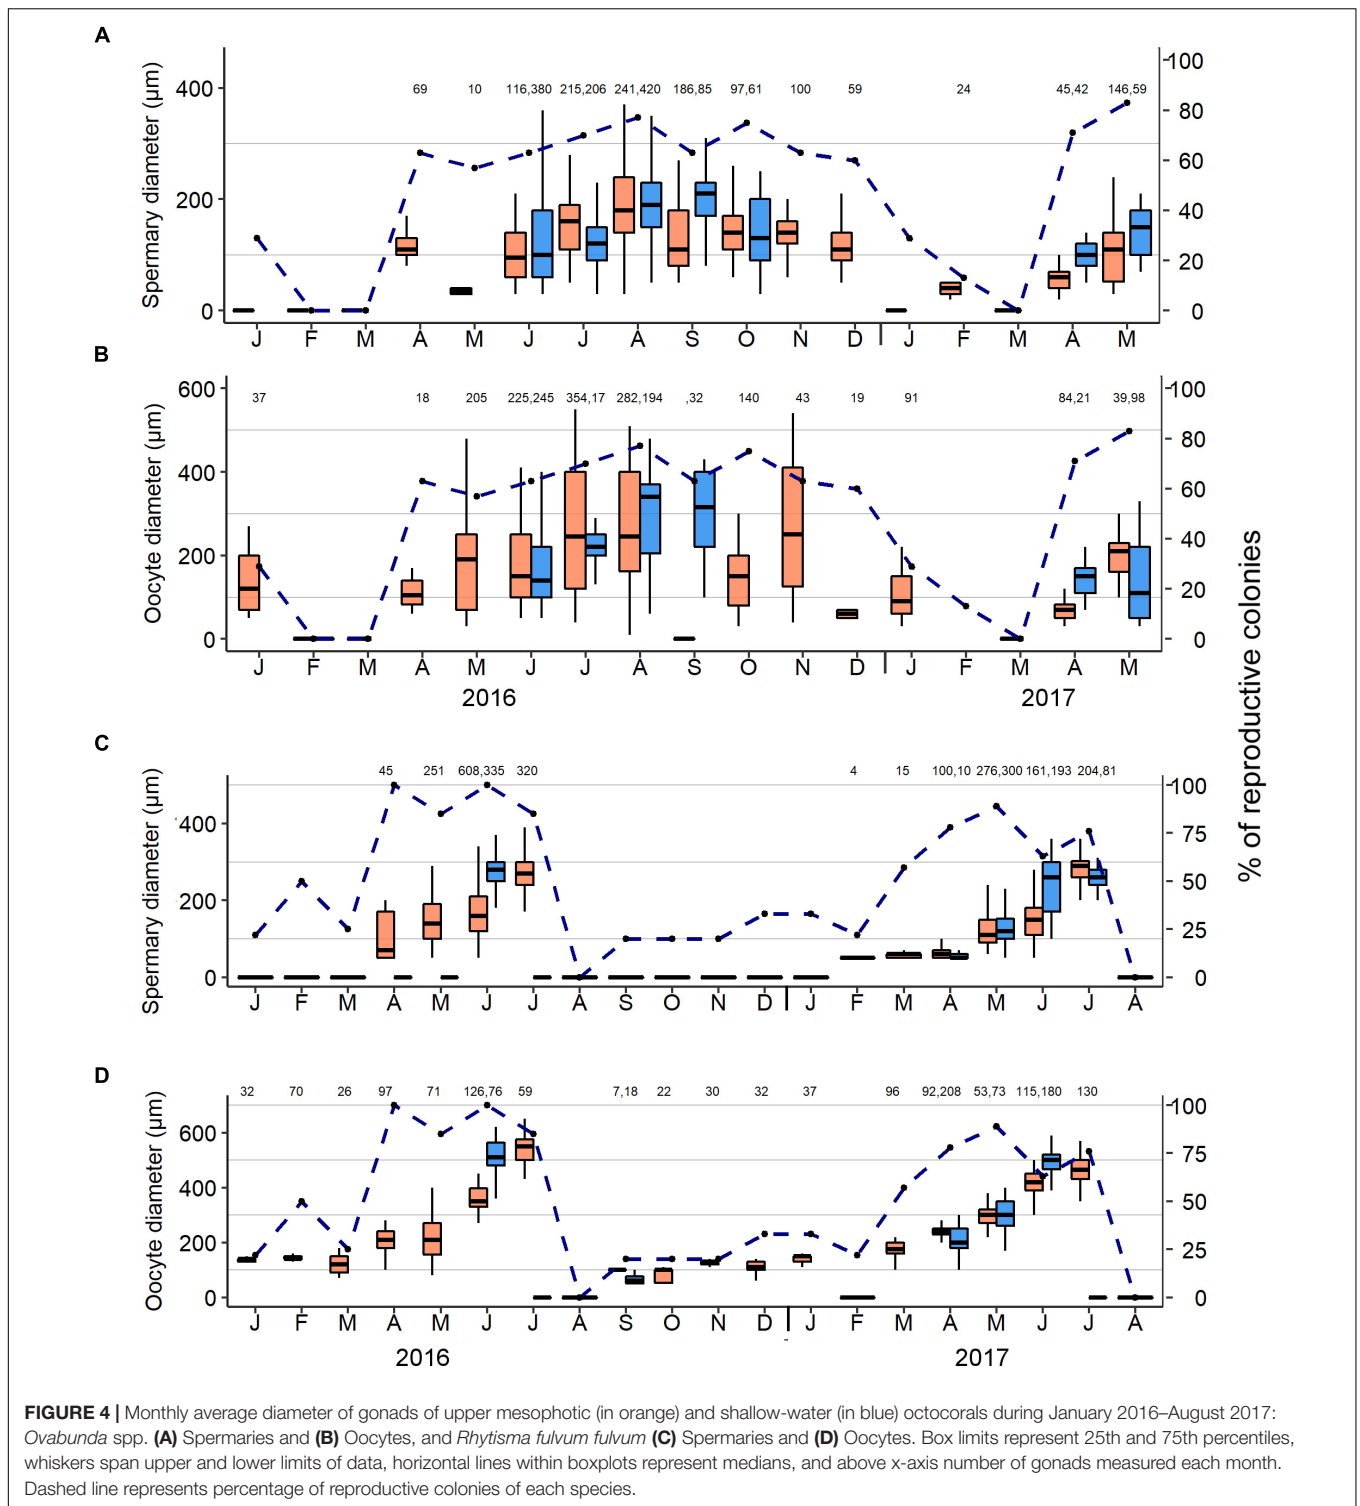 A
Spermary diameter (µm)
400
200
0
69 10 116,380 215,206 241,420 186,85 97,61 100 59 24 45,42 146,59
100
80
60
40
20
0
J F M A M J J A S O N D J F M A M
B
Oocyte diameter (µm)
600
400
200
0
37 18 205 225,245 354,17 282,194 ,32 140 43 19 91 84,21 39,98
100
80
60
40
20
0
J F M A M J J A S O N D J F M A M
2016 2017
% of reproductive colonies
C
Spermary diameter (µm)
400
200
0
45 251 608,335 320 4 15 100,10 276,300 161,193 204,81
100
75
50
25
0
J F M A M J J A S O N D J F M A M J J A
D
Oocyte diameter (µm)
600
400
200
0
32 70 26 97 71 126,76 59 7,18 22 30 32 37 96 92,208 53,73 115,180 130
100
75
50
25
0
J F M A M J J A S O N D J F M A M J J A
2016 2017
FIGURE 4 | Monthly average diameter of gonads of upper mesophotic (in orange) and shallow-water (in blue) octocorals during January 2016–August 2017:
Ovabunda spp. (A) Spermaries and (B) Oocytes, and Rhytisma fulvum fulvum (C) Spermaries and (D) Oocytes. Box limits represent 25th and 75th percentiles,
whiskers span upper and lower limits of data, horizontal lines within boxplots represent medians, and above x-axis number of gonads measured each month.
Dashed line represents percentage of reproductive colonies of each species.